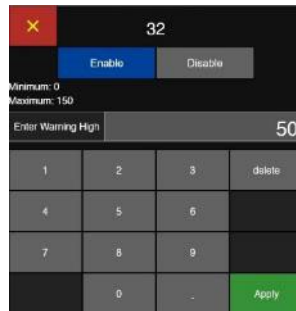 × 32
Enable Disable
Minimum: 0
Maximum: 150
Enter Warning High 50
1 2 3 delete
4 5 6
7 8 9
0 . Apply